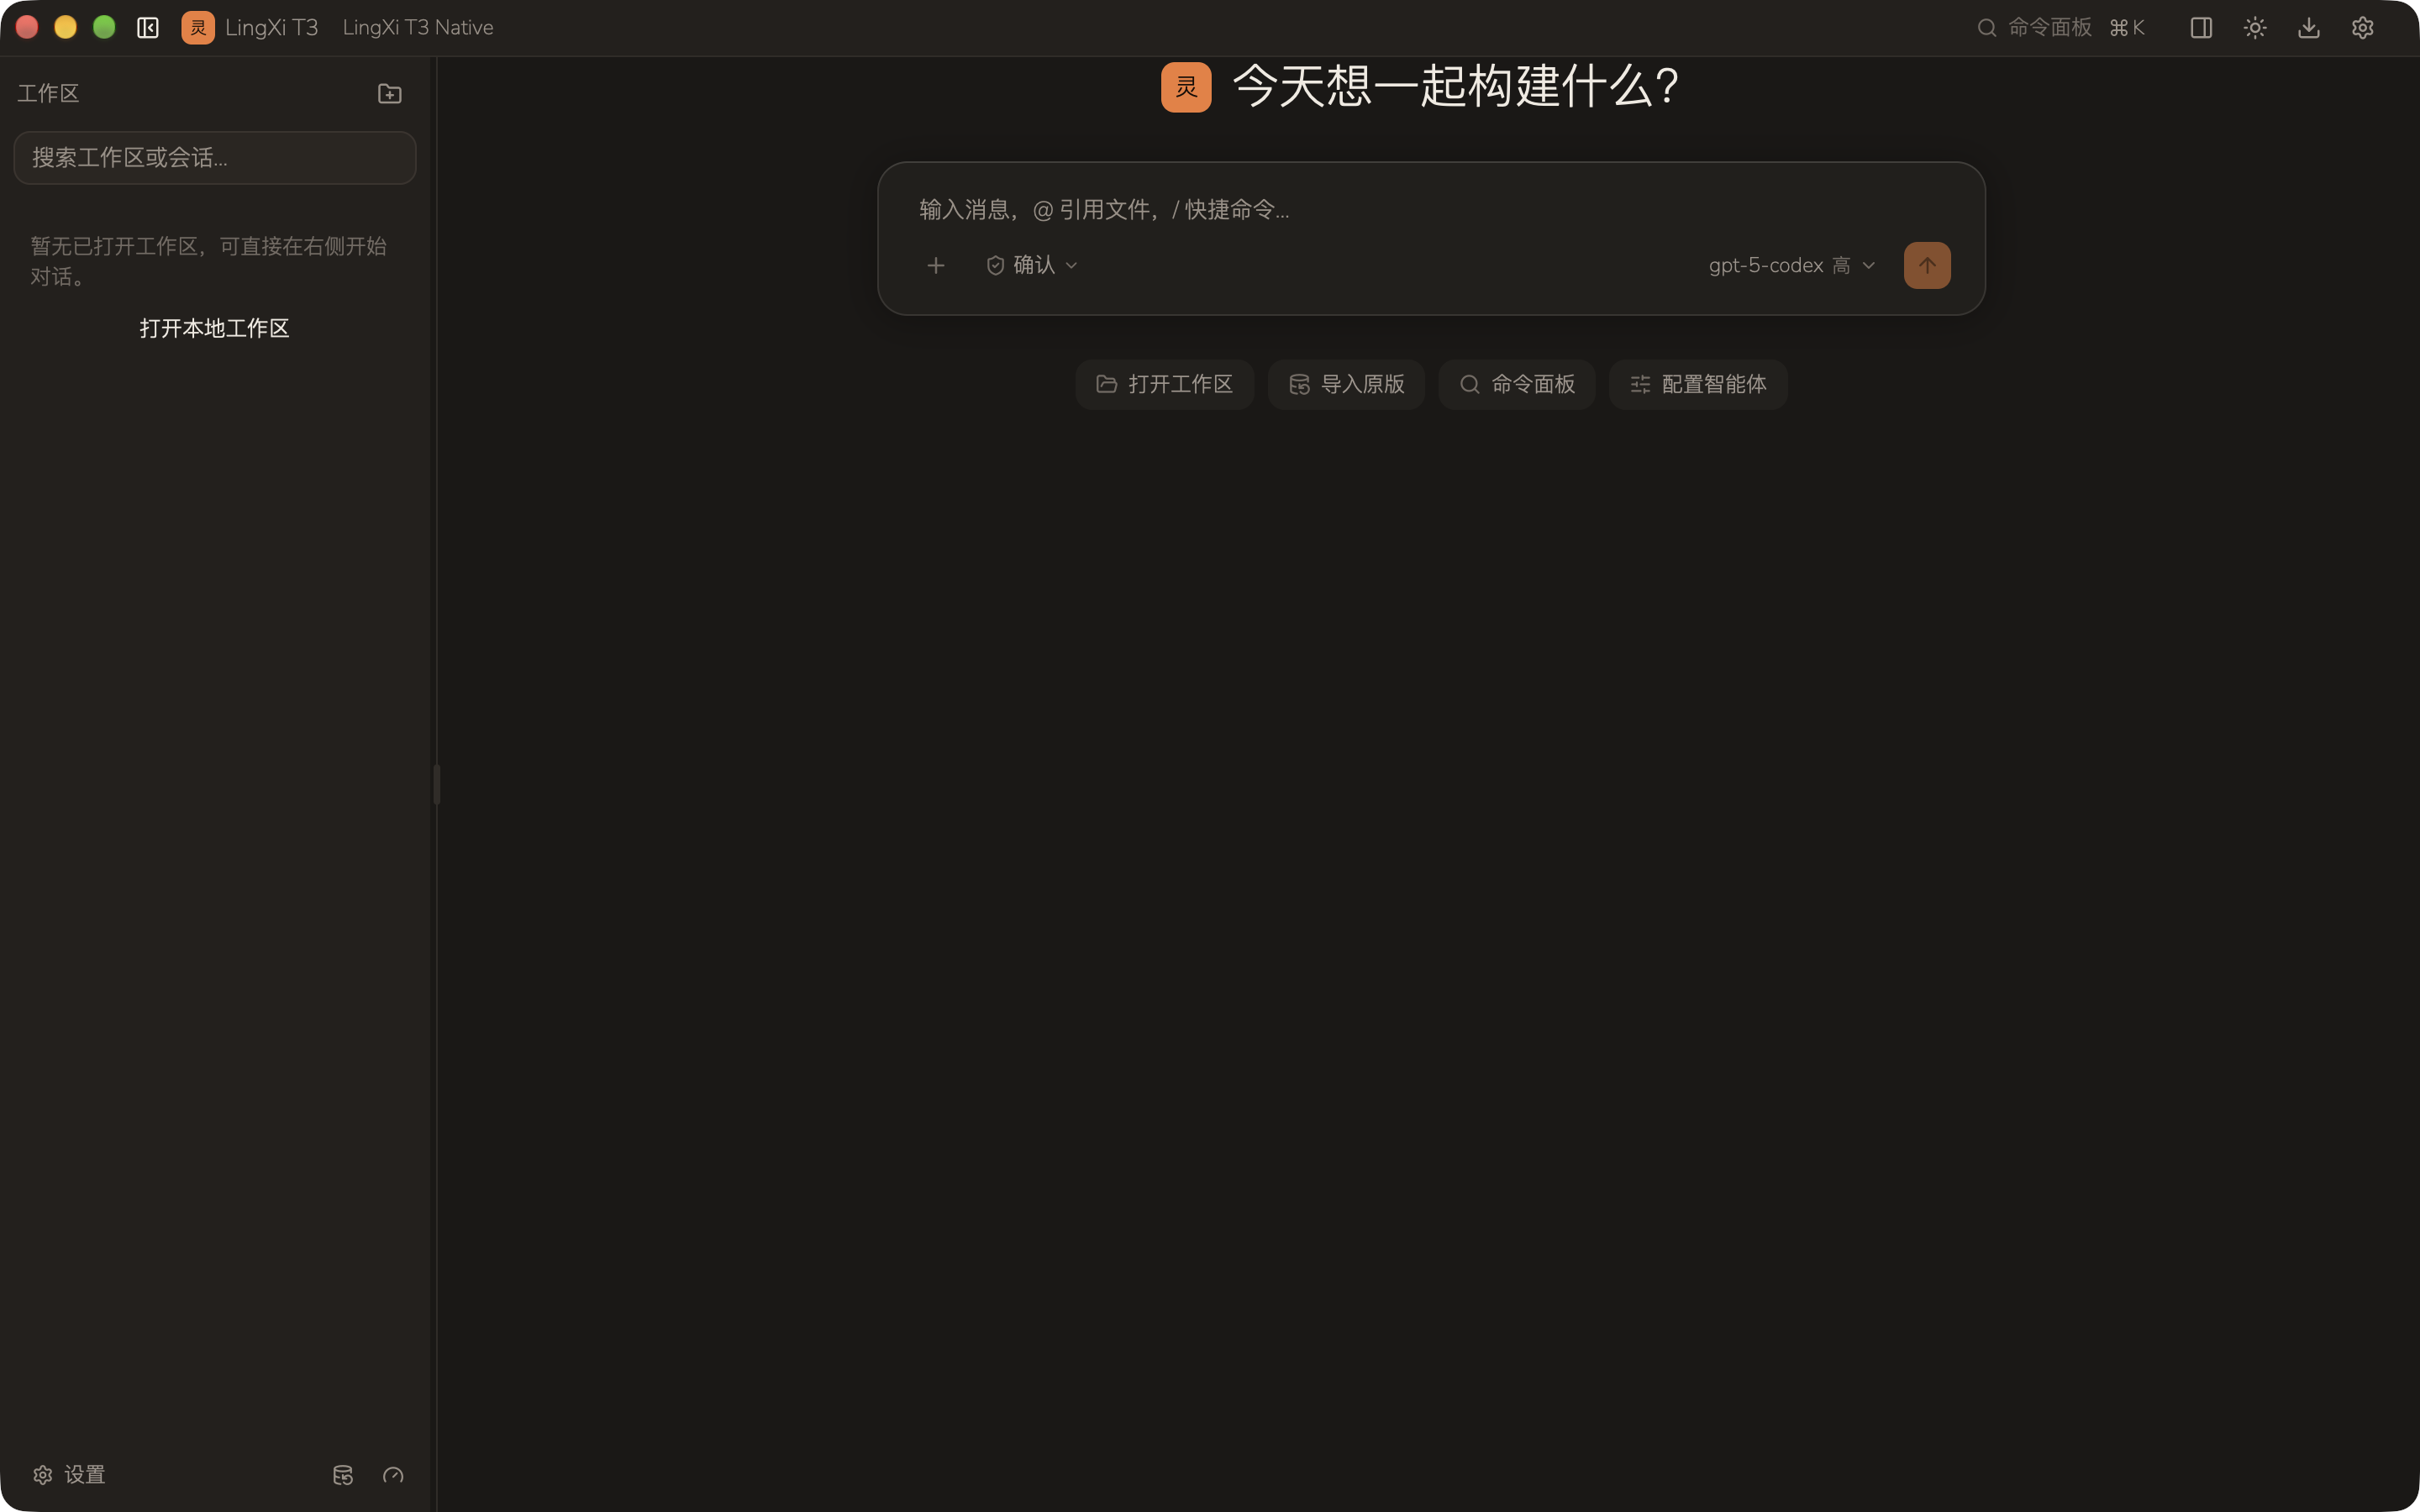 灵 LingXi T3 LingXi T3 Native 命令面板 ⌘K
工作区
搜索工作区或会话...
暂无已打开工作区，可直接在右侧开始
对话。
打开本地工作区
灵 今天想一起构建什么？
输入消息，@ 引用文件，/ 快捷命令...
确认 gpt-5-codex 高
打开工作区 导入原版 命令面板 配置智能体
设置